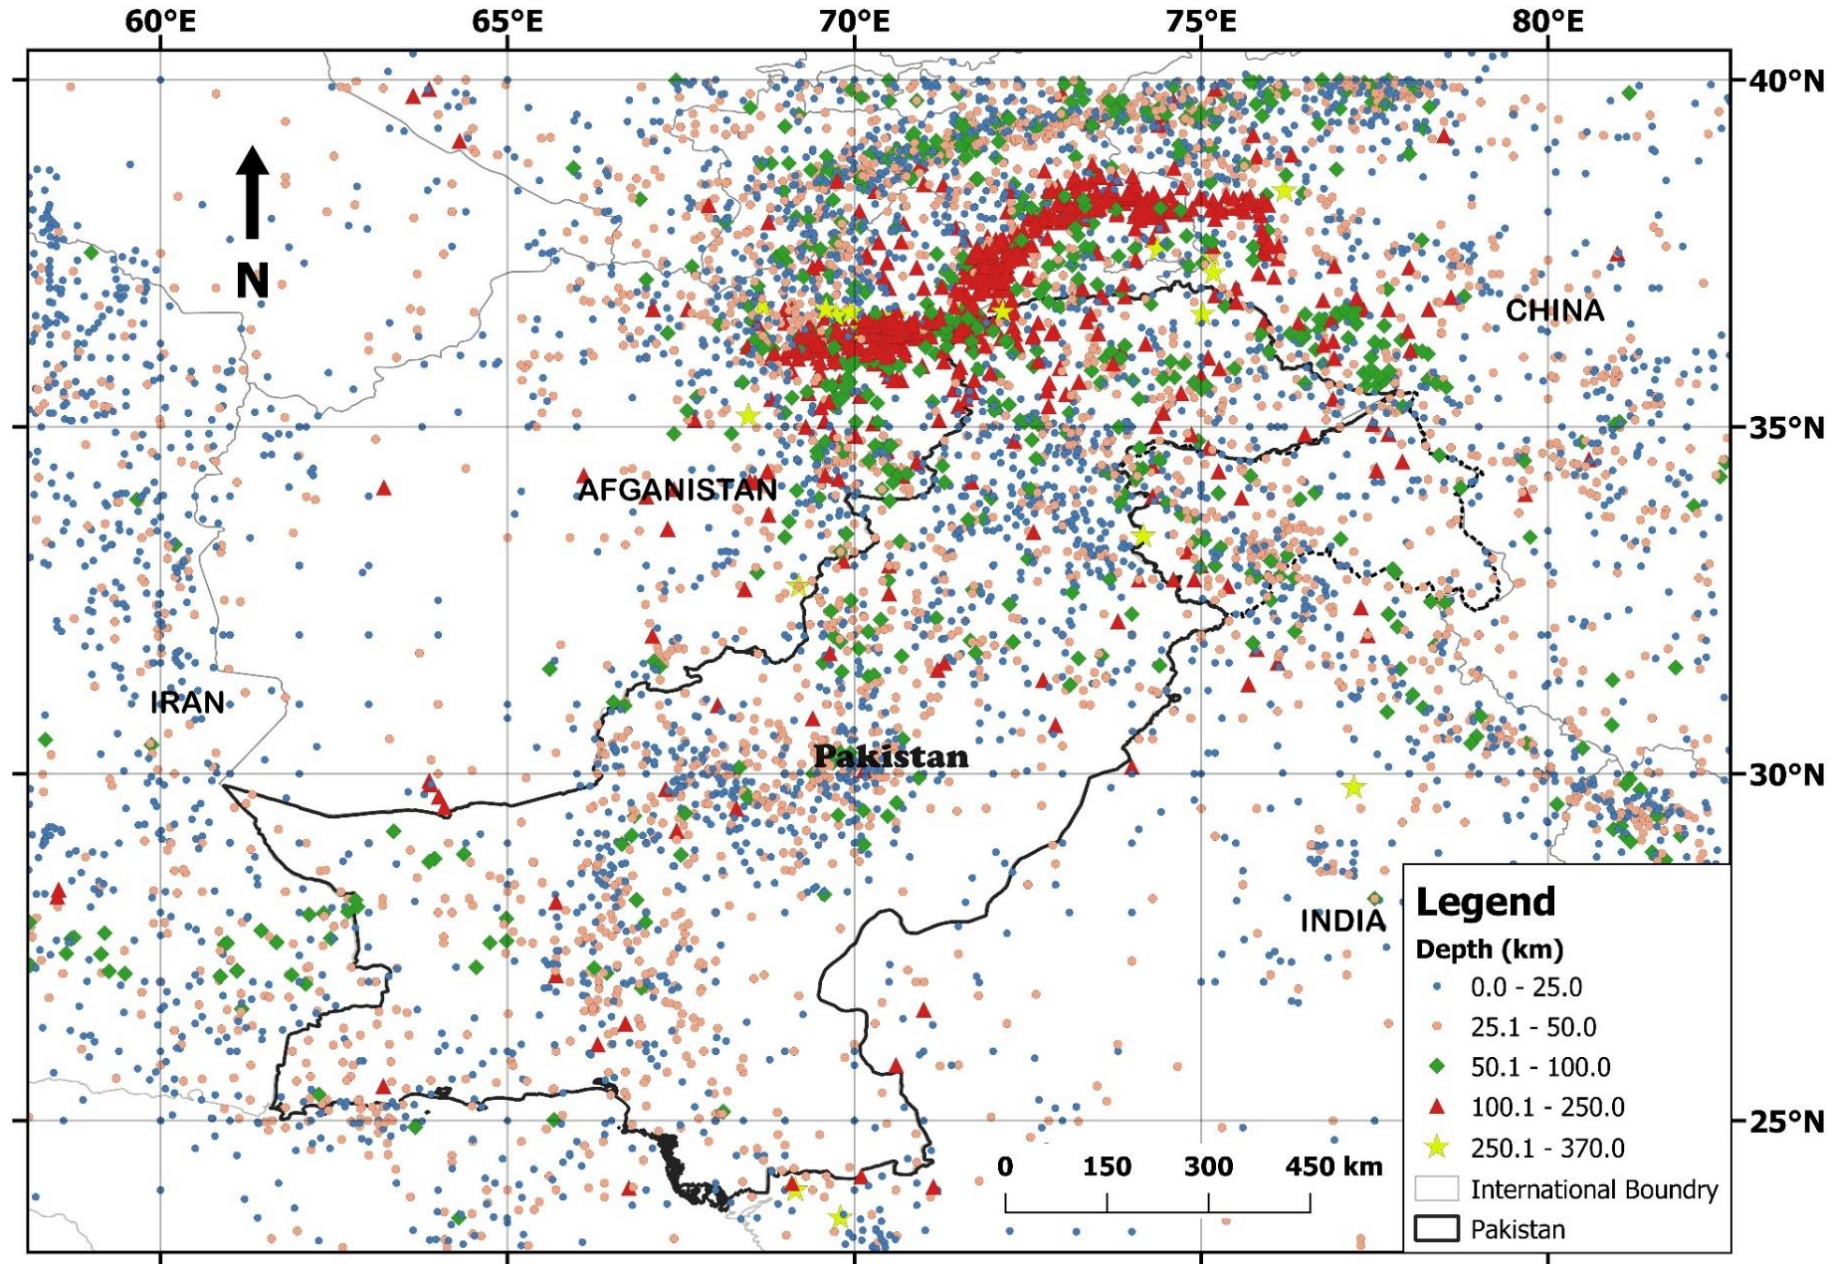 60°E 65°E 70°E 75°E 80°E
40°N
N
CHINA
35°N
AFGANISTAN
IRAN
Pakistan
30°N
INDIA
Legend
Depth (km)
0.0 - 25.0
25.1 - 50.0
50.1 - 100.0
100.1 - 250.0
250.1 - 370.0
International Boundry
Pakistan
25°N
0 150 300 450 km